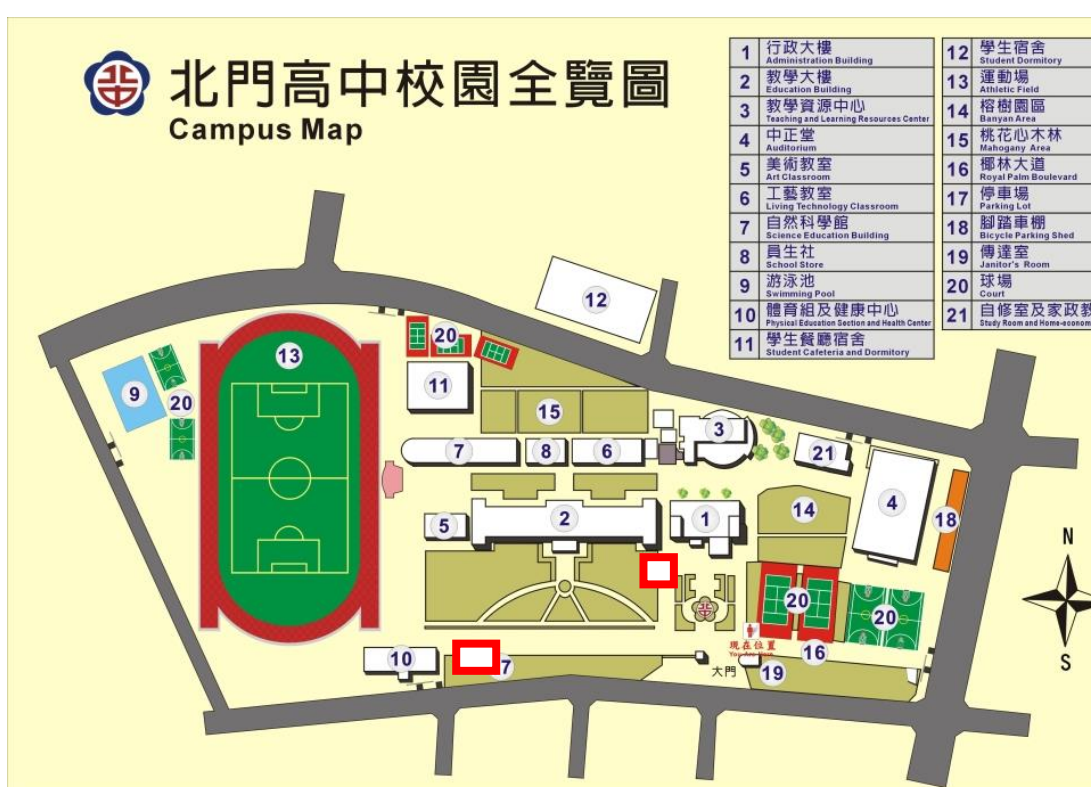 北門高中校園全覽圖
Campus Map
1 行政大樓
Administration Building
2 教學大樓
Education Building
3 教學資源中心
Teaching and Learning Resources Center
4 中正堂
Auditorium
5 美術教室
Art Classroom
6 工藝教室
Living Technology Classroom
7 自然科學館
Science Education Building
8 員生社
School Store
9 游泳池
Swimming Pool
10 體育組及健康中心
Physical Education Section and Health Center
11 學生餐廳宿舍
Student Cafeteria and Dormitory
12 學生宿舍
Student Dormitory
13 運動場
Athletic Field
14 榕樹園區
Banyan Area
15 桃花心木林
Mahogany Area
16 椰林大道
Royal Palm Boulevard
17 停車場
Parking Lot
18 腳踏車棚
Bicycle Parking Shed
19 傳達室
Janitor's Room
20 球場
Court
21 自修室及家政教
Study Room and Home-econom
12
20
13
9
20
11
15
7
8
6
3
21
4
14
18
5
2
1
N
20
20
現在位置
You Are Here
16
S
10
7
大門
19